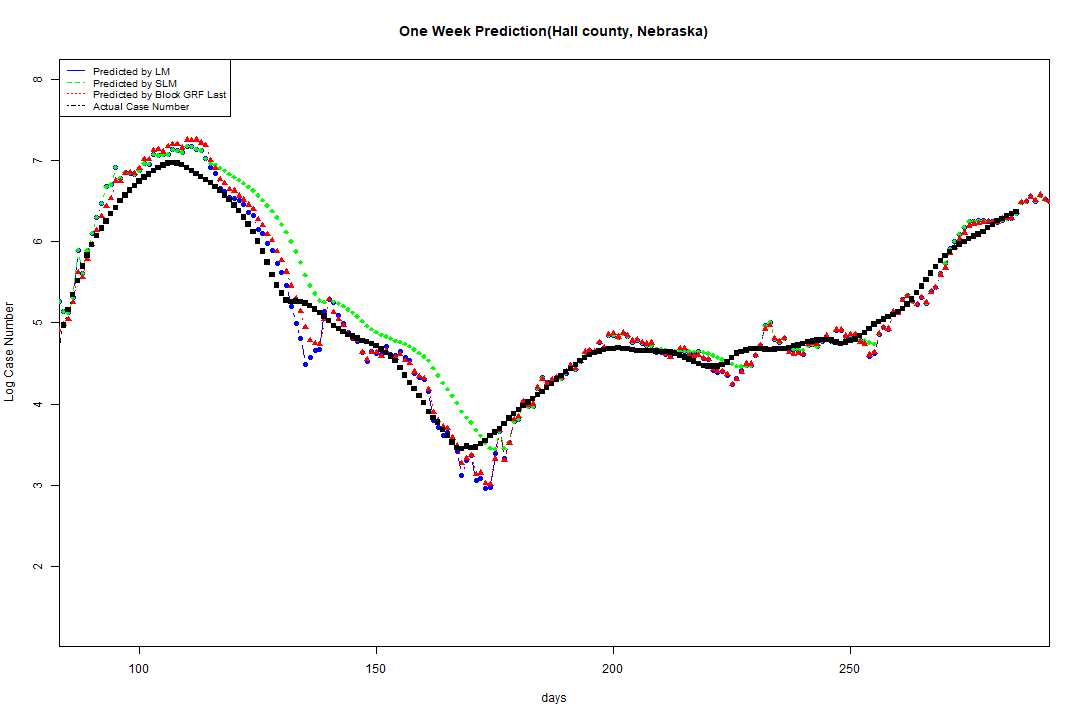 One Week Prediction(Hall county, Nebraska)
Predicted by LM
Predicted by SLM
Predicted by Block GRF Last
Actual Case Number
8
7
6
5
4
3
2
Log Case Number
100 150 200 250
days